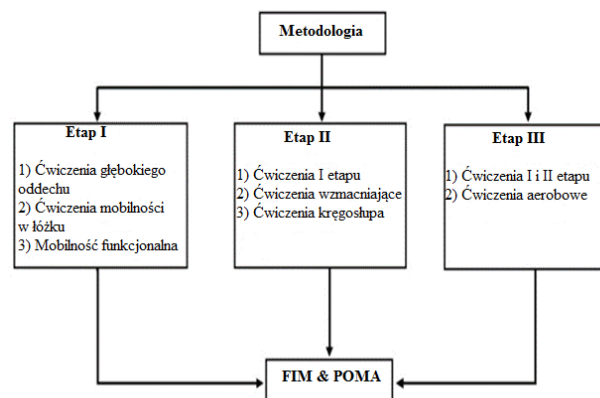 Metodologia
Etap I
1) Ćwiczenia głębokiego
oddechu
2) Ćwiczenia mobilności
w łóżku
3) Mobilność funkcjonalna
Etap II
1) Ćwiczenia I etapu
2) Ćwiczenia wzmacniające
3) Ćwiczenia kręgosłupa
Etap III
1) Ćwiczenia I i II etapu
2) Ćwiczenia aerobowe
FIM & POMA